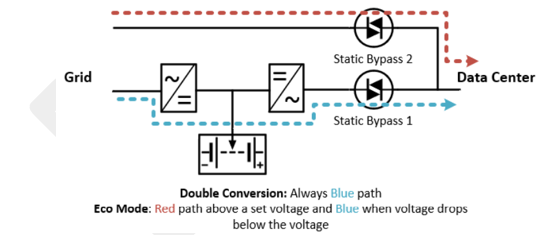 Static Bypass 2
Grid
Data Center
Static Bypass 1
Double Conversion: Always Blue path
Eco Mode: Red path above a set voltage and Blue when voltage drops
below the voltage